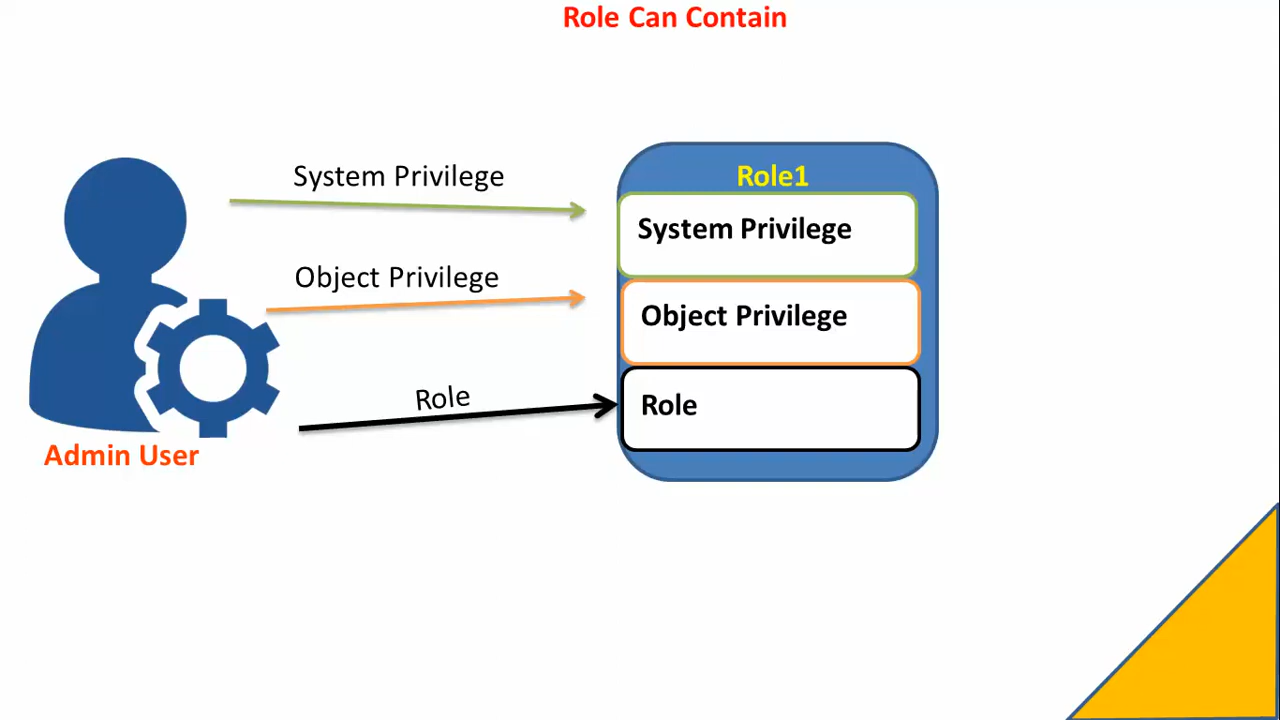 Role Can Contain
System Privilege
Object Privilege
Role
Admin User
Role1
System Privilege
Object Privilege
Role